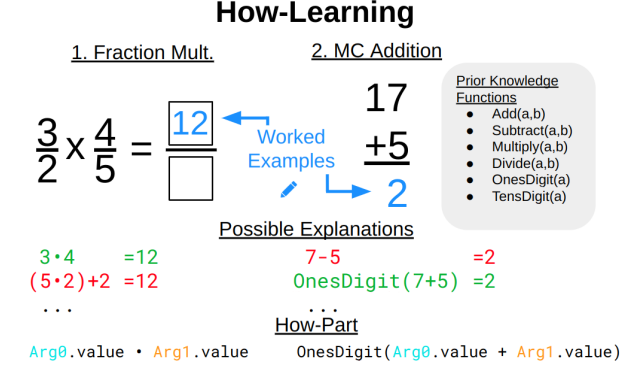 How-Learning
1. Fraction Mult.
2. MC Addition
3/2 x 4/5 = 12
17
+5
2
Worked
Examples
Prior Knowledge
Functions
● Add(a,b)
● Subtract(a,b)
● Multiply(a,b)
● Divide(a,b)
● OnesDigit(a)
● TensDigit(a)
Possible Explanations
3·4 =12
(5·2)+2 =12
...
7-5 =2
OnesDigit(7+5) =2
...
How-Part
Arg0.value · Arg1.value
OnesDigit(Arg0.value + Arg1.value)